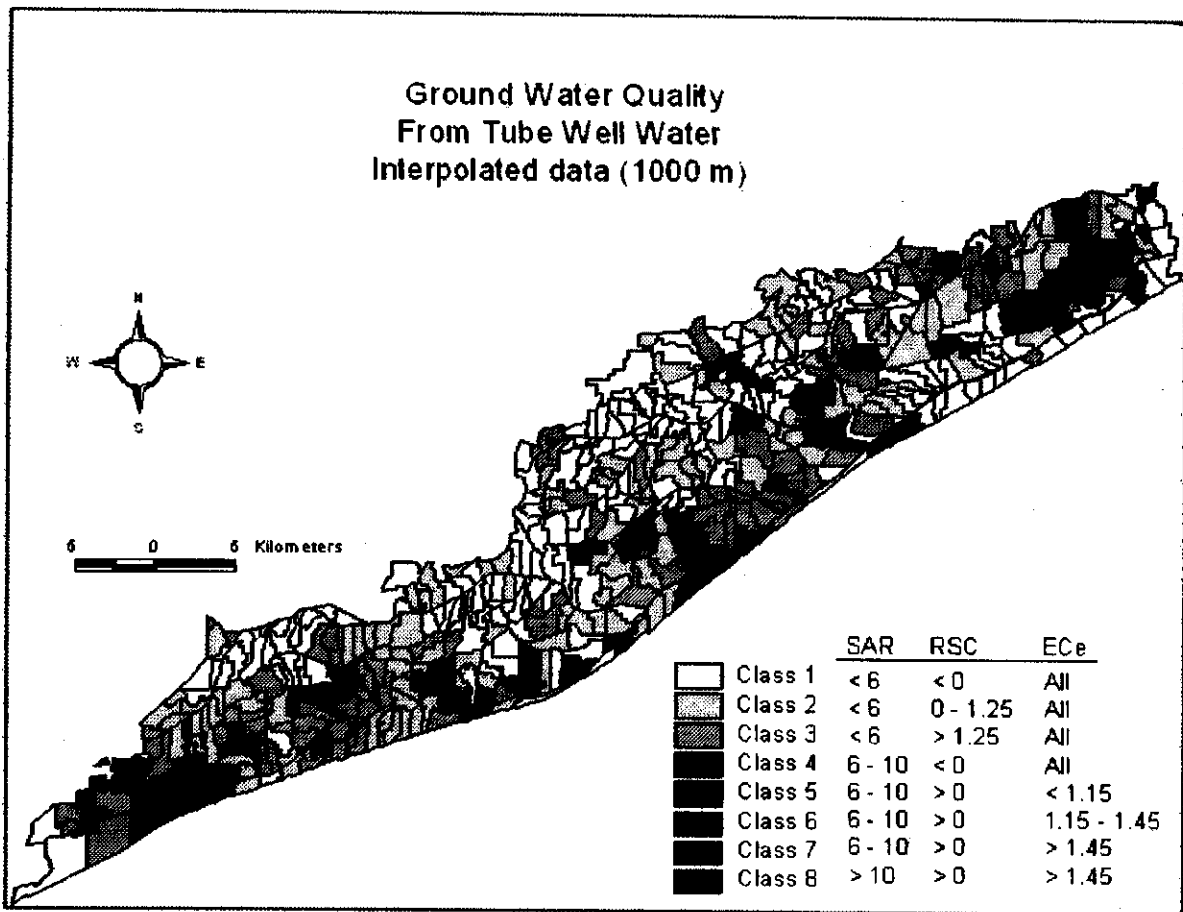 Ground Water Quality
From Tube Well Water
Interpolated data (1000 m)
N
W E
S
6 0 6 Kilometers
SAR RSC ECe
Class 1 < 6 < 0 All
Class 2 < 6 0 - 1.25 All
Class 3 < 6 > 1.25 All
Class 4 6 - 10 < 0 All
Class 5 6 - 10 > 0 < 1.15
Class 6 6 - 10 > 0 1.15 - 1.45
Class 7 6 - 10 > 0 > 1.45
Class 8 > 10 > 0 > 1.45